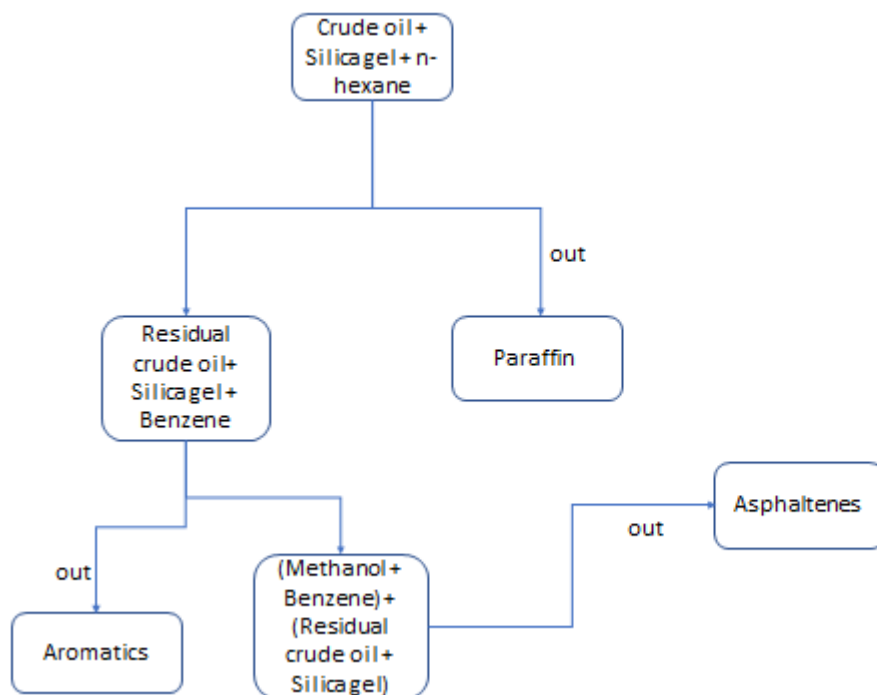 Crude oil +
Silicagel + n-
hexane
out
Residual
crude oil+
Silicagel +
Benzene
Paraffin
Asphaltenes
out
out
(Methanol +
Benzene) +
(Residual
crude oil +
Silicagel)
Aromatics